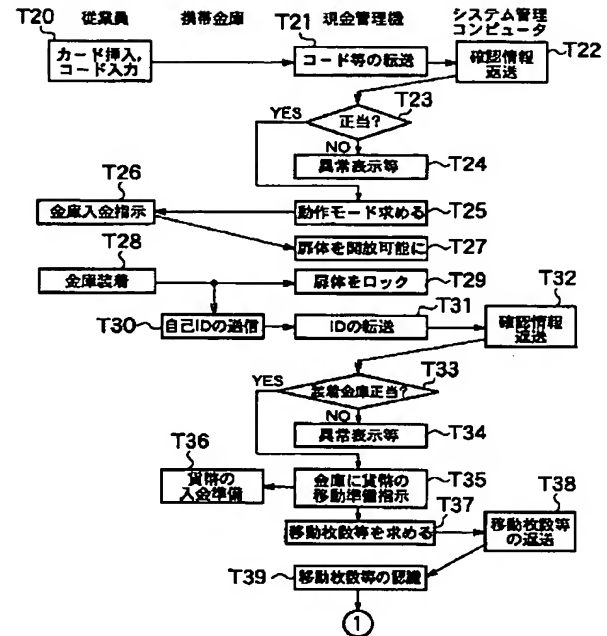 従業員 携帯金庫 現金管理機 システム管理
コンピュータ
T20
カード挿入,
コード入力
T21
コード等の転送
T22
確認情報
返送
T23
正当?
YES
NO
T24
異常表示等
T25
動作モード求める
T26
金庫入金指示
T27
扉体を開放可能に
T28
金庫装着
T29
扉体をロック
T30
自己IDの送信
T31
IDの転送
T32
確認情報
返送
T33
装着金庫正当?
YES
NO
T34
異常表示等
T35
金庫に貨幣の
移動準備指示
T36
貨幣の
入金準備
T37
移動枚数等を求める
T38
移動枚数等
の返送
T39
移動枚数等の認識
1